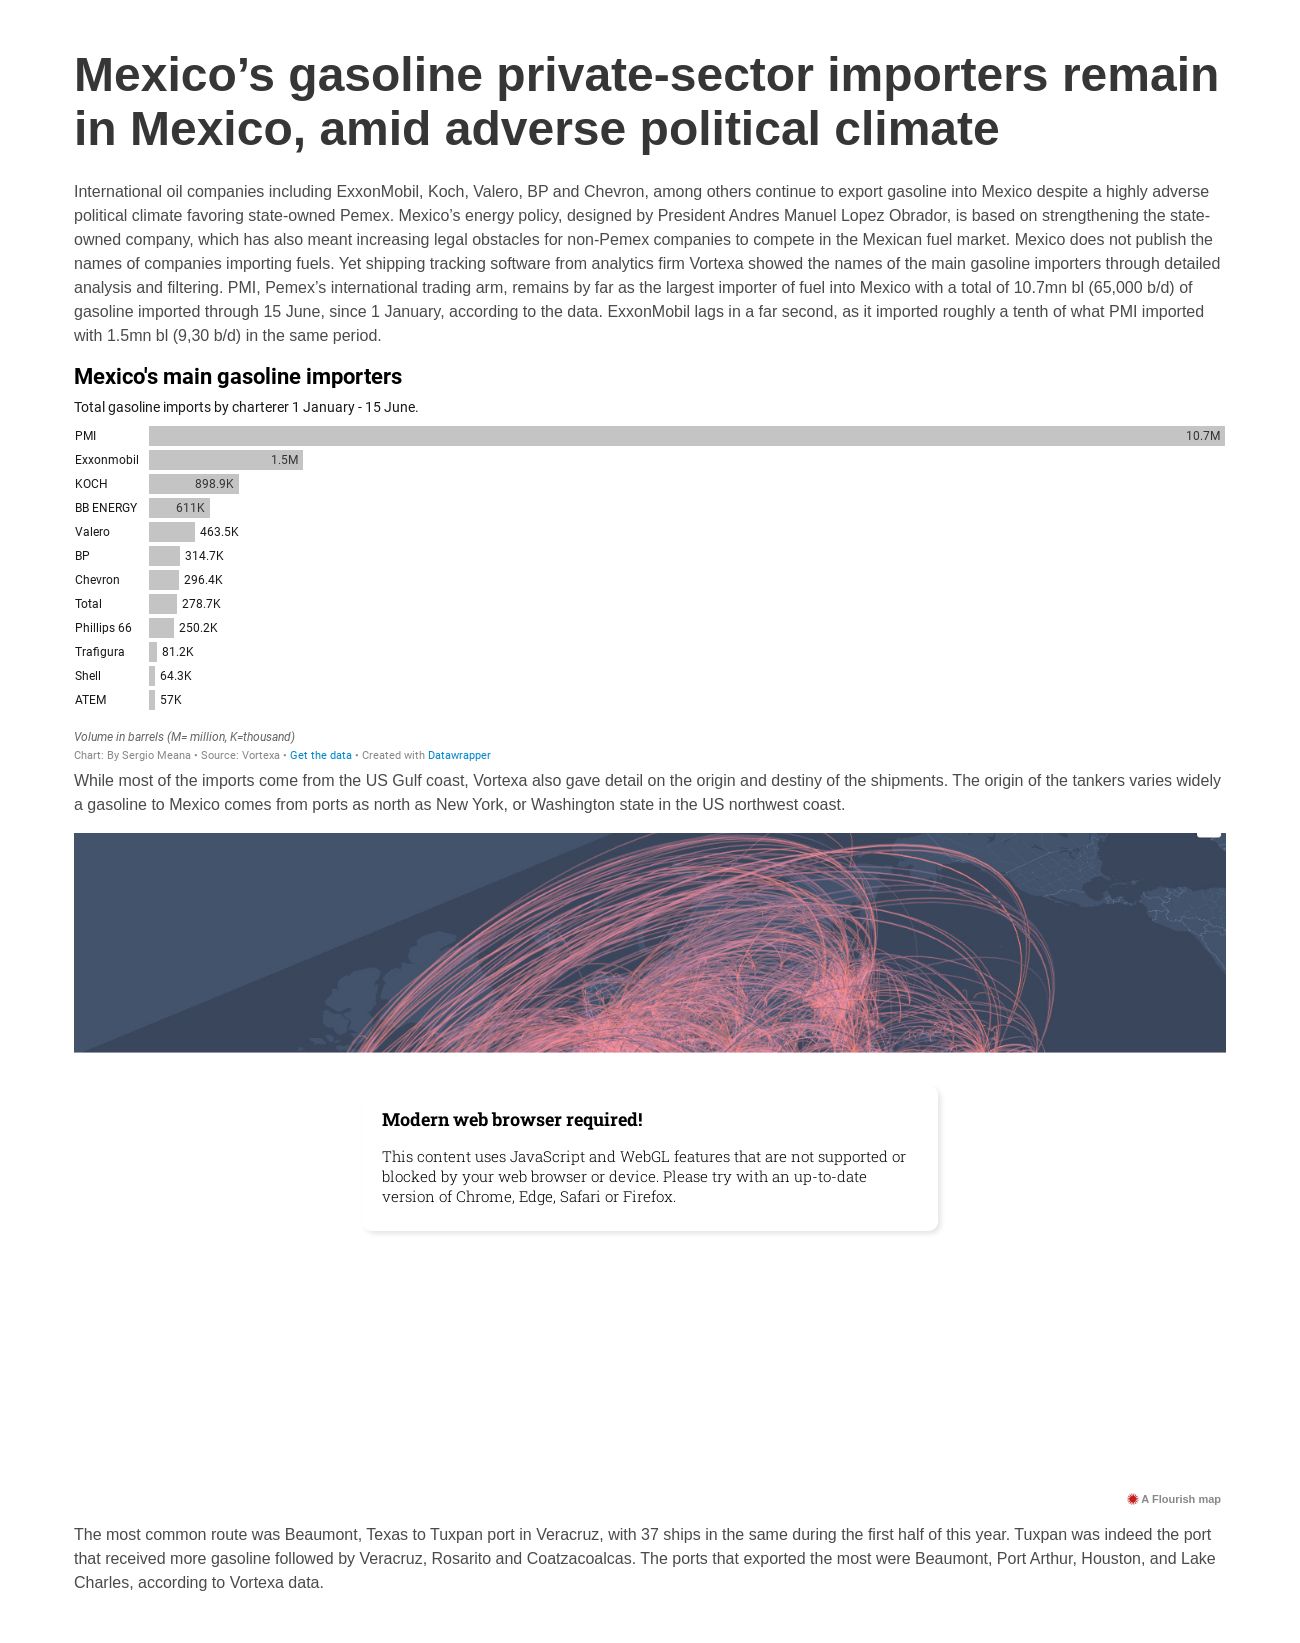 Mexico’s gasoline private-sector importers remain
in Mexico, amid adverse political climate
International oil companies including ExxonMobil, Koch, Valero, BP and Chevron, among others continue to export gasoline into Mexico despite a highly adverse
political climate favoring state-owned Pemex. Mexico’s energy policy, designed by President Andres Manuel Lopez Obrador, is based on strengthening the state-
owned company, which has also meant increasing legal obstacles for non-Pemex companies to compete in the Mexican fuel market. Mexico does not publish the
names of companies importing fuels. Yet shipping tracking software from analytics firm Vortexa showed the names of the main gasoline importers through detailed
analysis and filtering. PMI, Pemex’s international trading arm, remains by far as the largest importer of fuel into Mexico with a total of 10.7mn bl (65,000 b/d) of
gasoline imported through 15 June, since 1 January, according to the data. ExxonMobil lags in a far second, as it imported roughly a tenth of what PMI imported
with 1.5mn bl (9,30 b/d) in the same period.
Mexico's main gasoline importers
Total gasoline imports by charterer 1 January - 15 June.
PMI 10.7M
Exxonmobil 1.5M
KOCH 898.9K
BB ENERGY 611K
Valero 463.5K
BP 314.7K
Chevron 296.4K
Total 278.7K
Phillips 66 250.2K
Trafigura 81.2K
Shell 64.3K
ATEM 57K
Volume in barrels (M= million, K=thousand)
Chart: By Sergio Meana • Source: Vortexa • Get the data • Created with Datawrapper
While most of the imports come from the US Gulf coast, Vortexa also gave detail on the origin and destiny of the shipments. The origin of the tankers varies widely
a gasoline to Mexico comes from ports as north as New York, or Washington state in the US northwest coast.
Modern web browser required!
This content uses JavaScript and WebGL features that are not supported or
blocked by your web browser or device. Please try with an up-to-date
version of Chrome, Edge, Safari or Firefox.
A Flourish map
The most common route was Beaumont, Texas to Tuxpan port in Veracruz, with 37 ships in the same during the first half of this year. Tuxpan was indeed the port
that received more gasoline followed by Veracruz, Rosarito and Coatzacoalcas. The ports that exported the most were Beaumont, Port Arthur, Houston, and Lake
Charles, according to Vortexa data.